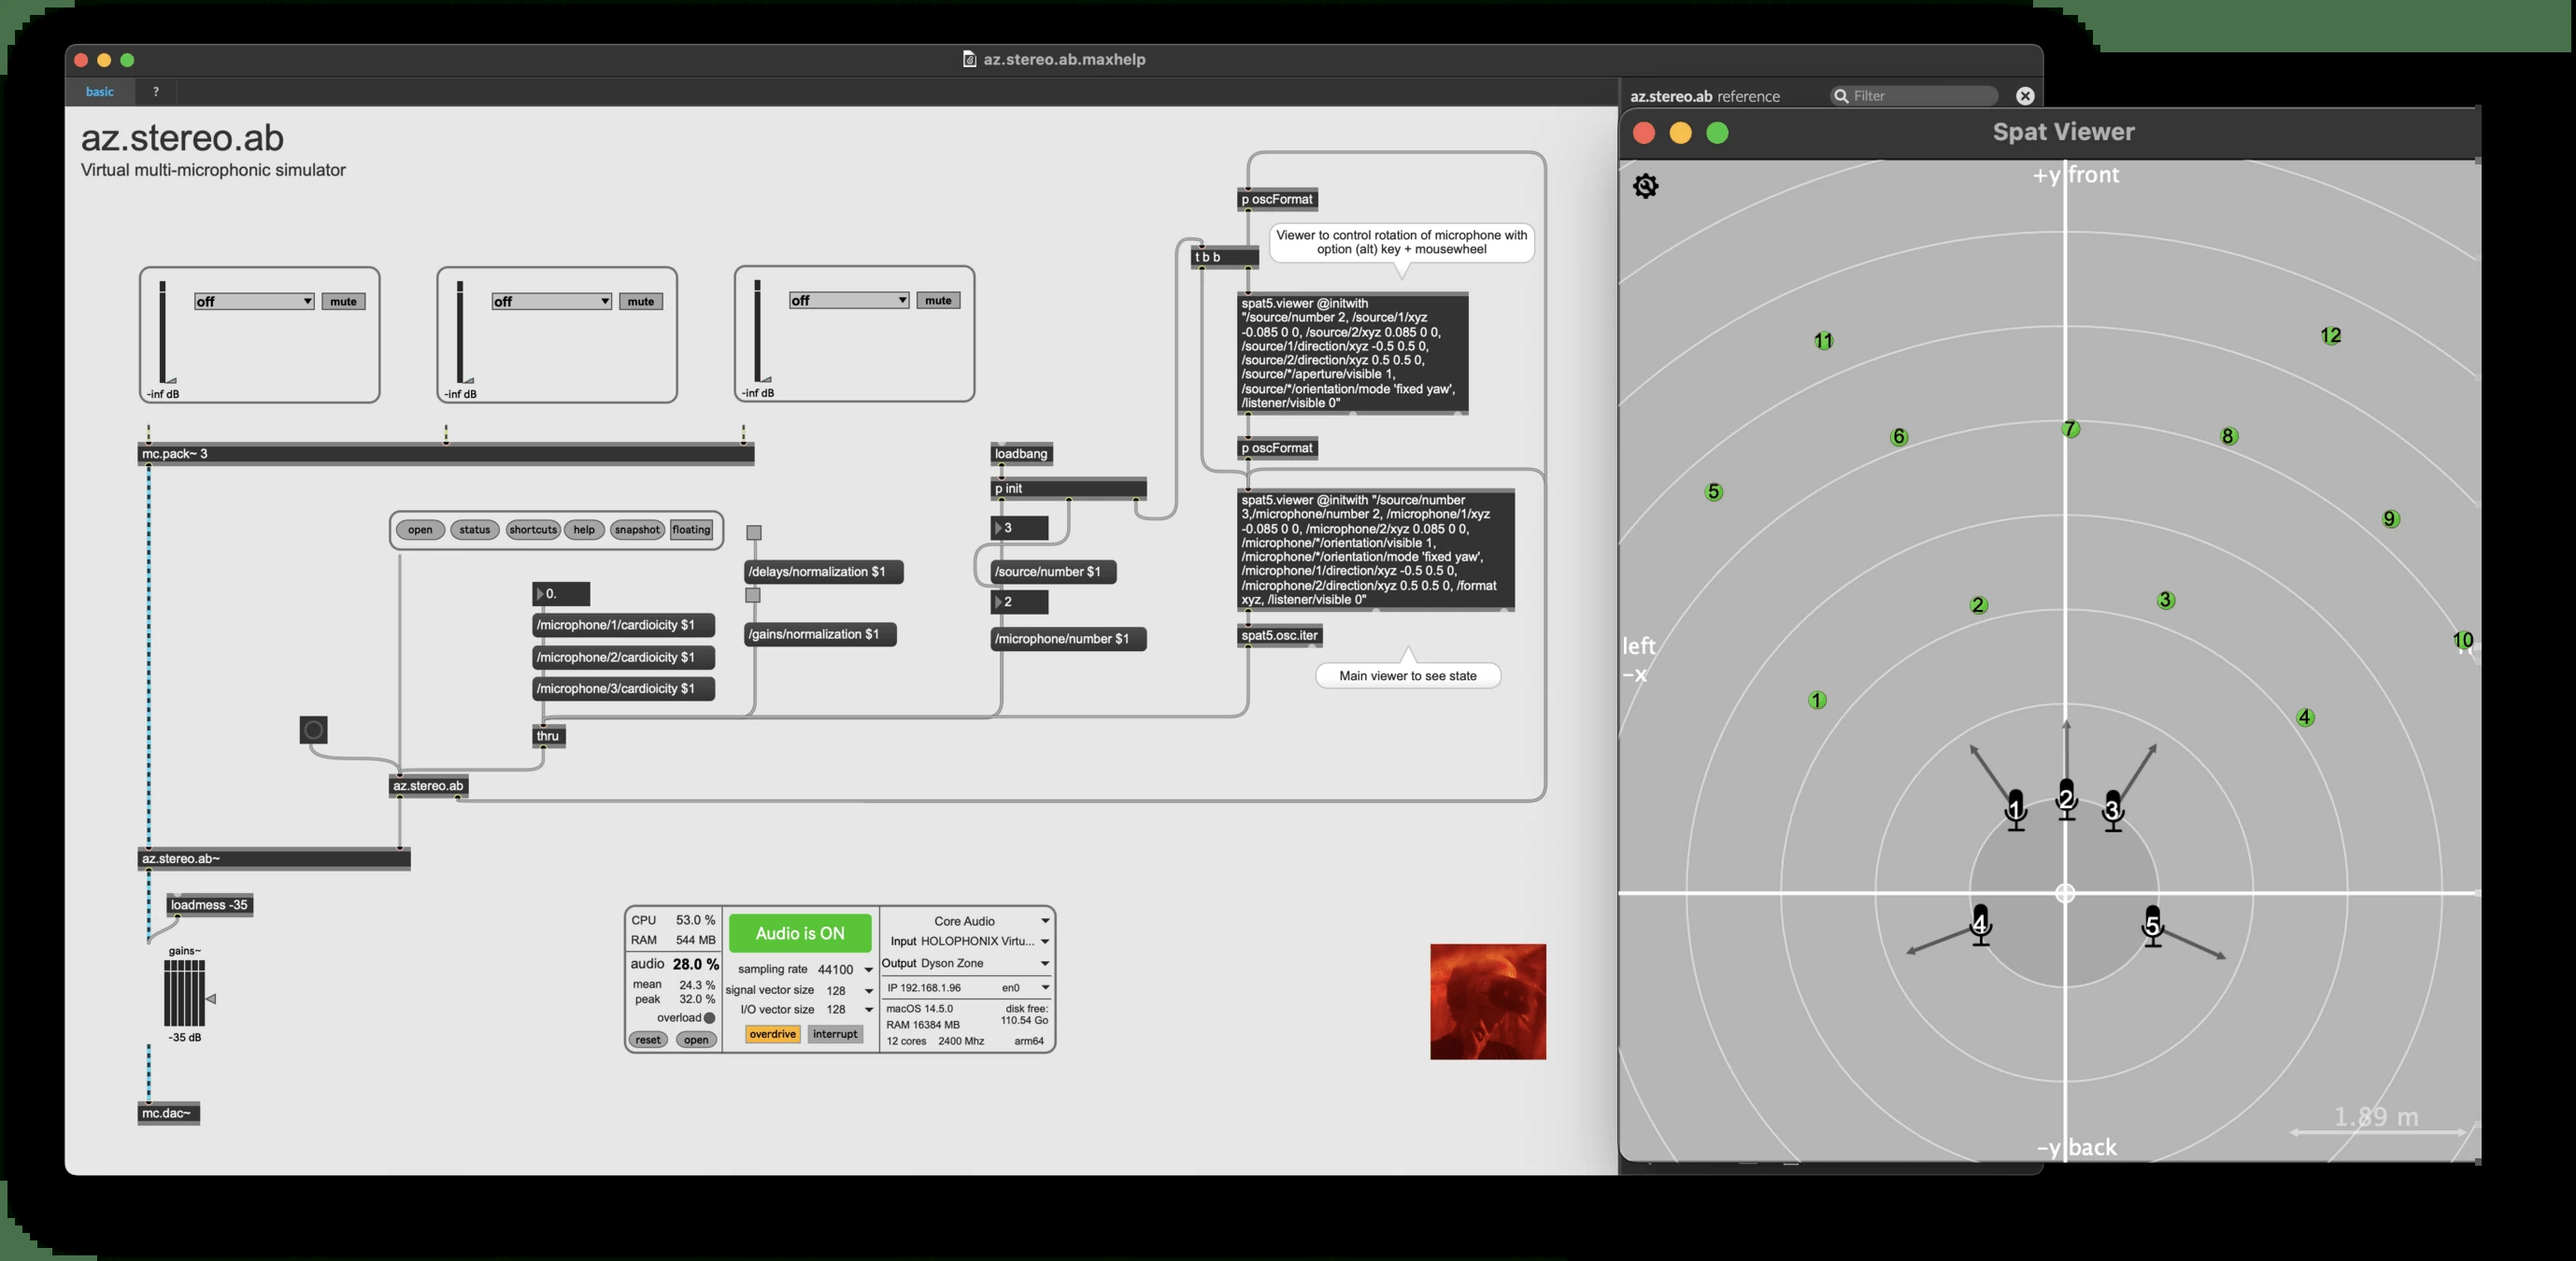 az.stereo.ab.maxhelp
basic
?
az.stereo.ab reference
Filter
az.stereo.ab
Virtual multi-microphonic simulator
off
mute
-inf dB
off
mute
-inf dB
off
mute
-inf dB
mc.pack~ 3
open
status
shortcuts
help
snapshot
floating
0.
/microphone/1/cardioicity $1
/microphone/2/cardioicity $1
/microphone/3/cardioicity $1
thru
/delays/normalization $1
/gains/normalization $1
loadbang
p init
3
/source/number $1
2
/microphone/number $1
p oscFormat
t b b
Viewer to control rotation of microphone with
option (alt) key + mousewheel
spat5.viewer @initwith
"/source/number 2, /source/1/xyz
-0.085 0 0, /source/2/xyz 0.085 0 0,
/source/1/direction/xyz -0.5 0.5 0,
/source/2/direction/xyz 0.5 0.5 0,
/source/*/aperture/visible 1,
/source/*/orientation/mode 'fixed yaw',
/listener/visible 0"
p oscFormat
spat5.viewer @initwith "/source/number
3,/microphone/number 2, /microphone/1/xyz
-0.085 0 0, /microphone/2/xyz 0.085 0 0,
/microphone/*/orientation/visible 1,
/microphone/*/orientation/mode 'fixed yaw',
/microphone/1/direction/xyz -0.5 0.5 0,
/microphone/2/direction/xyz 0.5 0.5 0, /format
xyz, /listener/visible 0"
spat5.osc.iter
Main viewer to see state
az.stereo.ab
az.stereo.ab~
loadmess -35
gains~
-35 dB
mc.dac~
CPU 53.0 %
RAM 544 MB
audio 28.0 %
mean 24.3 %
peak 32.0 %
overload
reset
open
Audio is ON
sampling rate 44100
signal vector size 128
I/O vector size 128
overdrive
interrupt
Core Audio
Input HOLOPHONIX Virtu...
Output Dyson Zone
IP 192.168.1.96 en0
macOS 14.5.0 disk free:
RAM 16384 MB 110.54 Go
12 cores 2400 Mhz arm64
Spat Viewer
+y front
11
12
6
7
8
5
9
2
3
10
left
-x
1
4
1
2
3
4
5
1.89 m
-y back